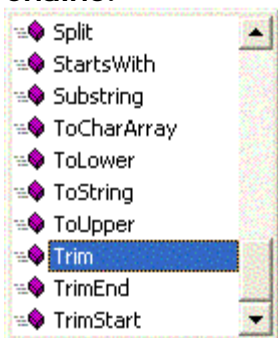 Split
StartsWith
Substring
ToCharArray
ToLower
ToString
ToUpper
Trim
TrimEnd
TrimStart